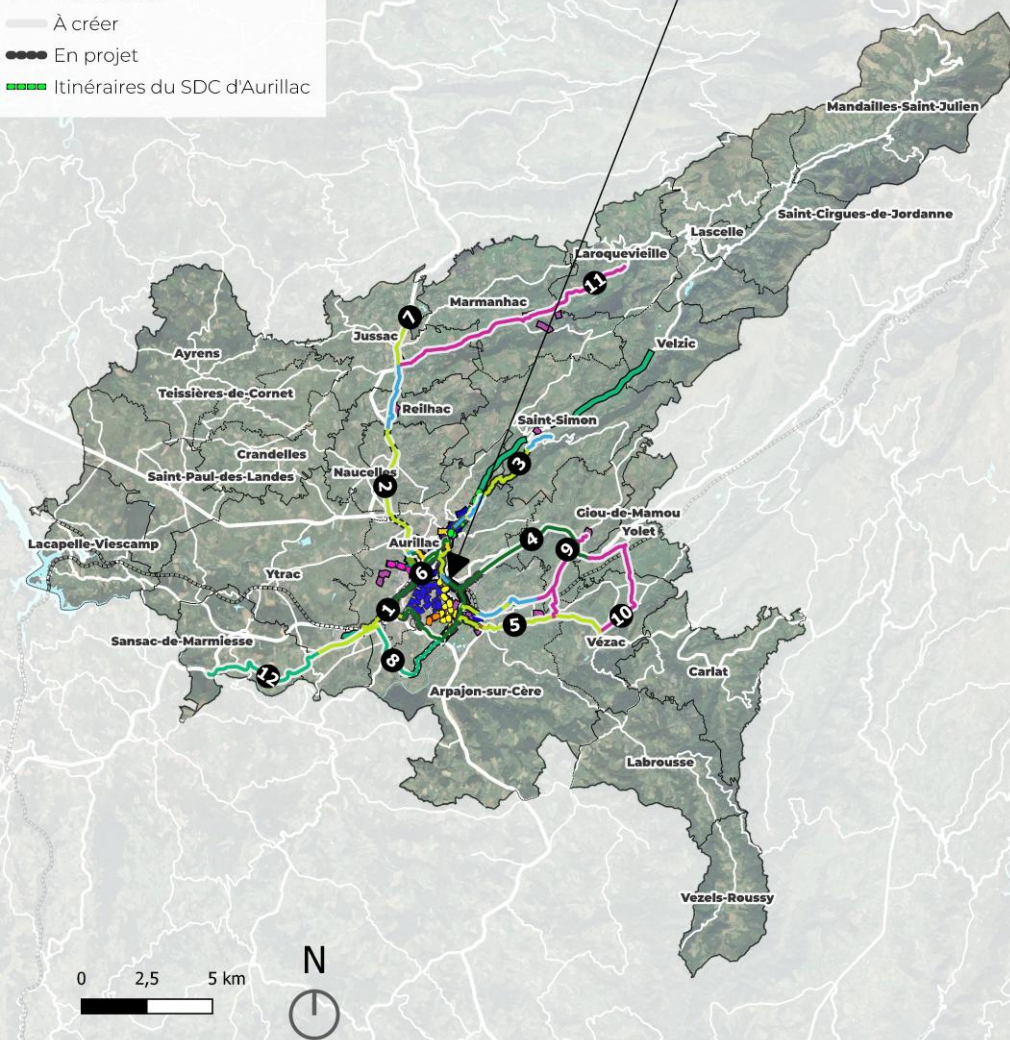 À créer
En projet
Itinéraires du SDC d'Aurillac
Mandailles-Saint-Julien
Saint-Cirgues-de-Jordanne
Lascelle
Laroquevieille
11
Marmanhac
7
Jussac
Velzic
Ayrens
Teissières-de-Cornet
Reilhac
Saint-Simon
Crandelles
3
Naucelles
Saint-Paul-des-Landes
2
Giou-de-Mamou
Yolet
4
Lacapelle-Viescamp
Aurillac
9
Ytrac
6
1
10
5
Sansac-de-Marmiesse
Vézac
8
12
Carlat
Arpajon-sur-Cère
Labrousse
Vezels-Roussy
N
0 2,5 5 km